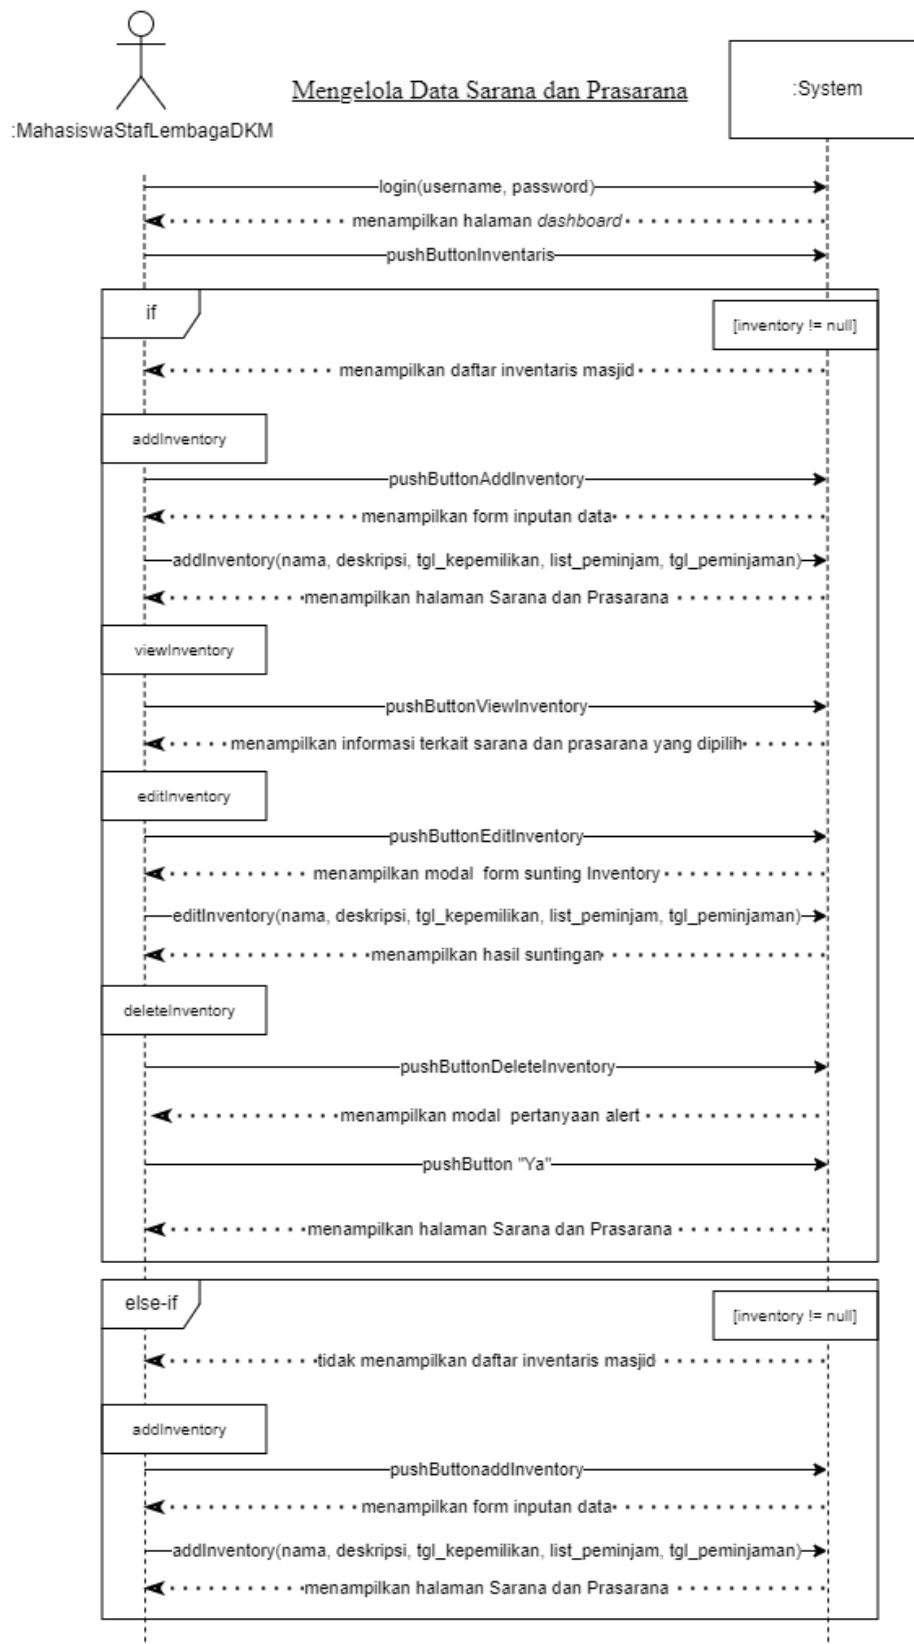 Mengelola Data Sarana dan Prasarana
:System
:MahasiswaStafLembagaDKM
login(username, password)
menampilkan halaman dashboard
pushButtonInventaris
if
[inventory != null]
menampilkan daftar inventaris masjid
addInventory
pushButtonAddInventory
menampilkan form inputan data
addInventory(nama, deskripsi, tgl_kepemilikan, list_peminjam, tgl_peminjaman)
menampilkan halaman Sarana dan Prasarana
viewInventory
pushButtonViewInventory
menampilkan informasi terkait sarana dan prasarana yang dipilih
editInventory
pushButtonEditInventory
menampilkan modal form sunting Inventory
editInventory(nama, deskripsi, tgl_kepemilikan, list_peminjam, tgl_peminjaman)
menampilkan hasil suntingan
deleteInventory
pushButtonDeleteInventory
menampilkan modal pertanyaan alert
pushButton "Ya"
menampilkan halaman Sarana dan Prasarana
else-if
[inventory != null]
tidak menampilkan daftar inventaris masjid
addInventory
pushButtonaddInventory
menampilkan form inputan data
addInventory(nama, deskripsi, tgl_kepemilikan, list_peminjam, tgl_peminjaman)
menampilkan halaman Sarana dan Prasarana